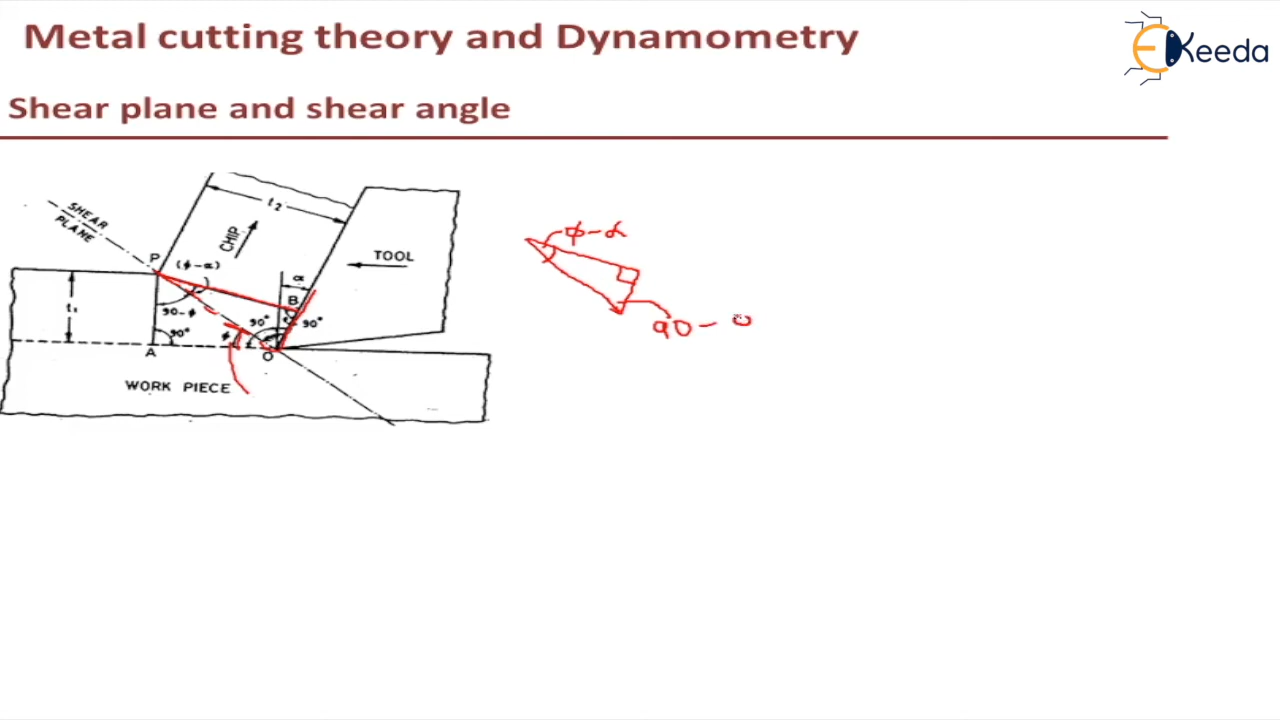 Metal cutting theory and Dynamometry
EKeeda
Shear plane and shear angle
SHEAR
PLANE
t₂
CHIP
TOOL
P
(ϕ-α)
α
t₁
B
90-ϕ
90°
90°
90°
ϕ
A
O
WORK PIECE
ϕ-α
90-